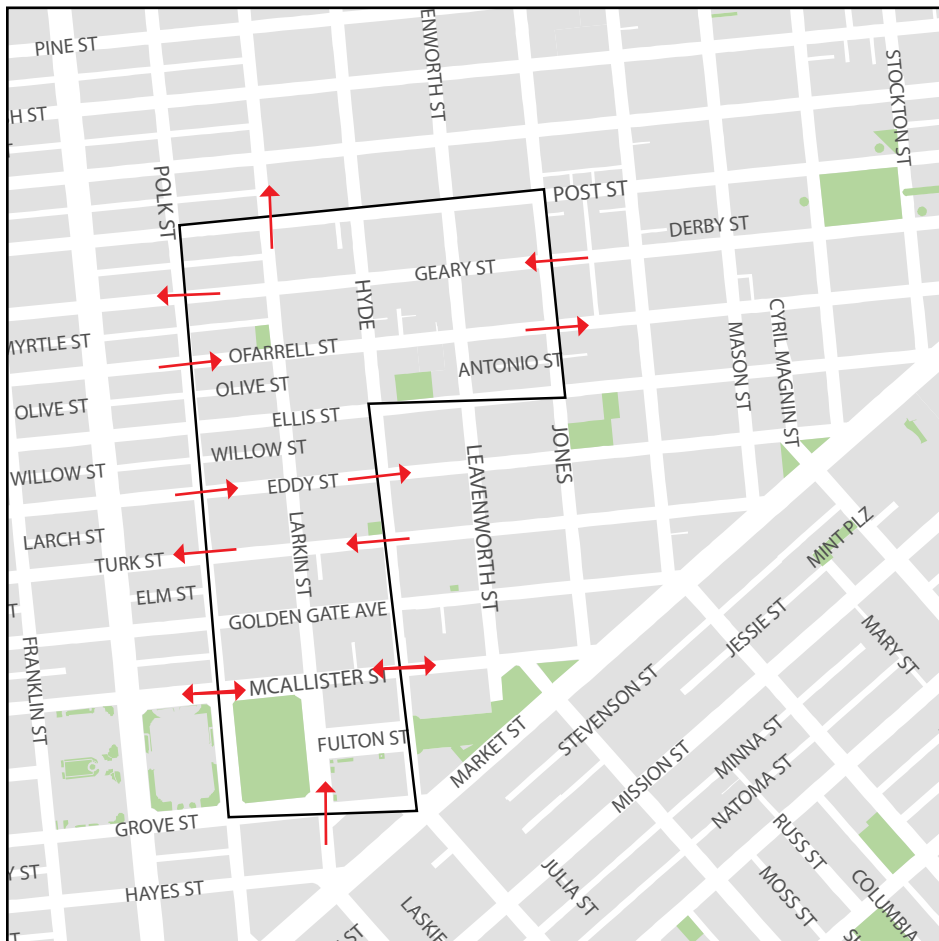 PINE ST
ENWORTH ST
STOCKTON ST
H ST
POLK ST
POST ST
DERBY ST
GEARY ST
HYDE
MYRTLE ST
OFARRELL ST
ANTONIO ST
MASON ST
CYRIL MAGNIN ST
OLIVE ST
OLIVE ST
ELLIS ST
WILLOW ST
WILLOW ST
EDDY ST
LEAVENWORTH ST
JONES
LARCH ST
TURK ST
LARKIN ST
MINT PLZ
ELM ST
T
GOLDEN GATE AVE
JESSIE ST
MARY ST
FRANKLIN ST
MCALLISTER ST
STEVENSON ST
FULTON ST
MARKET ST
MISSION ST
MINNA ST
NATOMA ST
GROVE ST
RUSS ST
Y ST
HAYES ST
JULIA ST
MOSS ST
COLUMBIA
LASKIE
ST
T